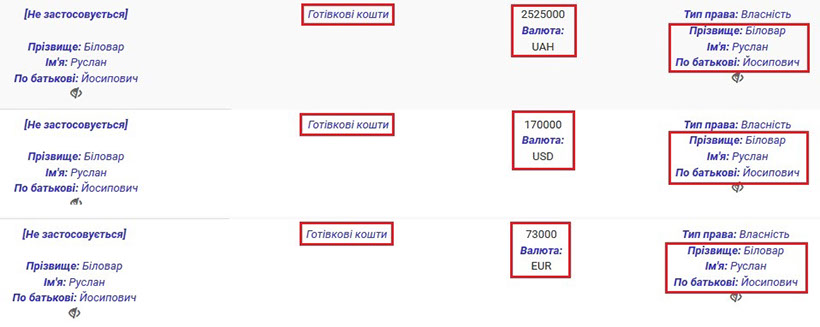 [Не застосовується]
Прізвище: Біловар
Ім'я: Руслан
По батькові: Йосипович
Готівкові кошти
2525000
Валюта:
UAH
Тип права: Власність
Прізвище: Біловар
Ім'я: Руслан
По батькові: Йосипович
[Не застосовується]
Прізвище: Біловар
Ім'я: Руслан
По батькові: Йосипович
Готівкові кошти
170000
Валюта:
USD
Тип права: Власність
Прізвище: Біловар
Ім'я: Руслан
По батькові: Йосипович
[Не застосовується]
Прізвище: Біловар
Ім'я: Руслан
По батькові: Йосипович
Готівкові кошти
73000
Валюта:
EUR
Тип права: Власність
Прізвище: Біловар
Ім'я: Руслан
По батькові: Йосипович